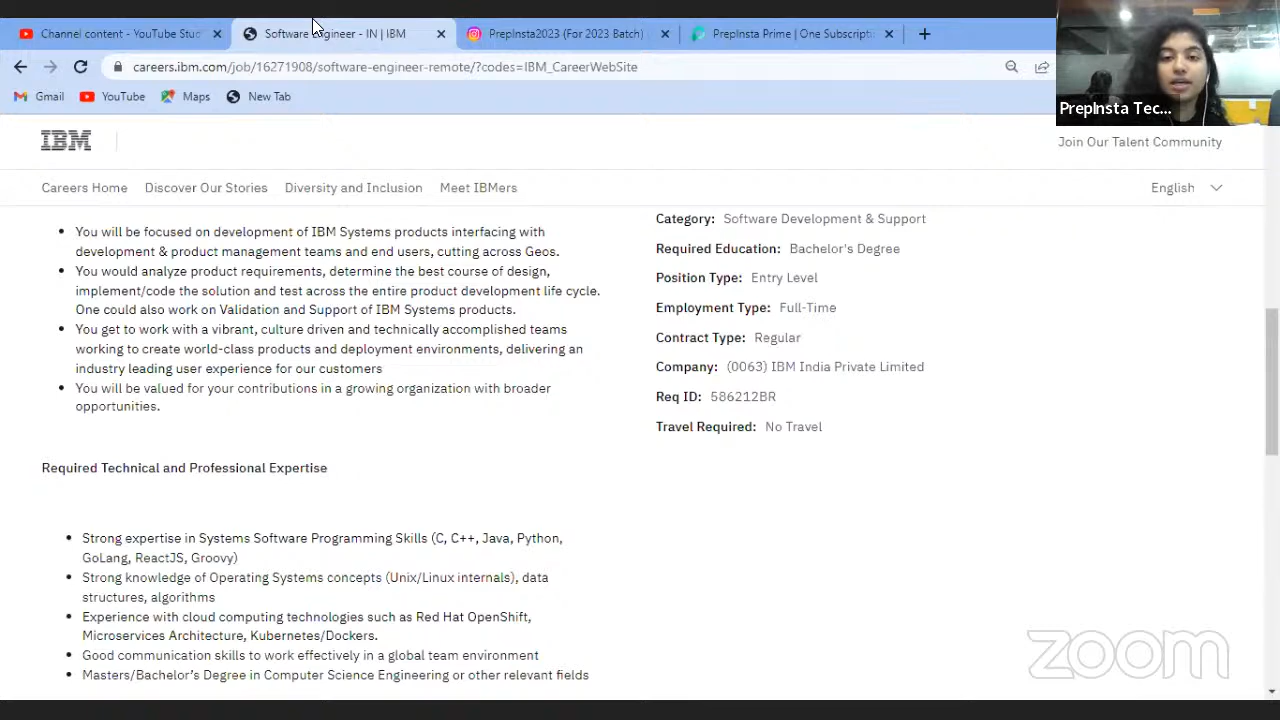 Channel content - YouTube Stud
Software Engineer - IN | IBM
PrepInsta2023 (For 2023 Batch)
PrepInsta Prime | One Subscripti
careers.ibm.com/job/16271908/software-engineer-remote/?codes=IBM_CareerWebSite
Gmail
YouTube
Maps
New Tab
PrepInsta Tec...
IBM
Join Our Talent Community
Careers Home
Discover Our Stories
Diversity and Inclusion
Meet IBMers
English
• You will be focused on development of IBM Systems products interfacing with
development & product management teams and end users, cutting across Geos.
• You would analyze product requirements, determine the best course of design,
implement/code the solution and test across the entire product development life cycle.
One could also work on Validation and Support of IBM Systems products.
• You get to work with a vibrant, culture driven and technically accomplished teams
working to create world-class products and deployment environments, delivering an
industry leading user experience for our customers
• You will be valued for your contributions in a growing organization with broader
opportunities.
Category: Software Development & Support
Required Education: Bachelor's Degree
Position Type: Entry Level
Employment Type: Full-Time
Contract Type: Regular
Company: (0063) IBM India Private Limited
Req ID: 586212BR
Travel Required: No Travel
Required Technical and Professional Expertise
• Strong expertise in Systems Software Programming Skills (C, C++, Java, Python,
GoLang, ReactJS, Groovy)
• Strong knowledge of Operating Systems concepts (Unix/Linux internals), data
structures, algorithms
• Experience with cloud computing technologies such as Red Hat OpenShift,
Microservices Architecture, Kubernetes/Dockers.
• Good communication skills to work effectively in a global team environment
• Masters/Bachelor’s Degree in Computer Science Engineering or other relevant fields
zoom